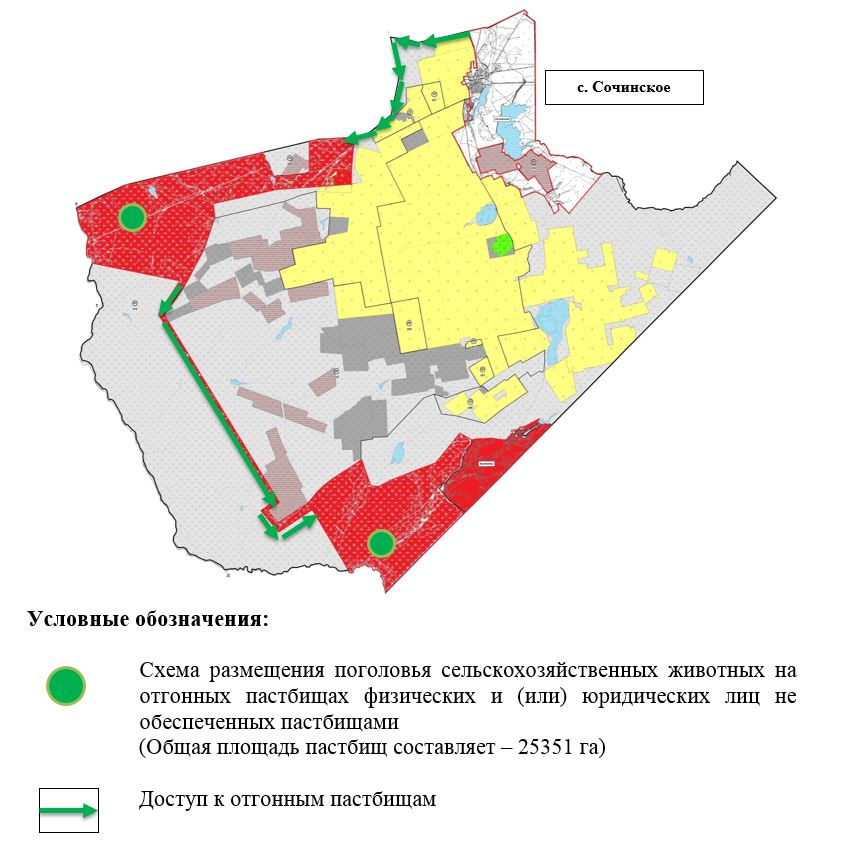 с. Сочинское
Условные обозначения:
Схема размещения поголовья сельскохозяйственных животных на
отгонных пастбищах физических и (или) юридических лиц не
обеспеченных пастбищами
(Общая площадь пастбищ составляет – 25351 га)
Доступ к отгонным пастбищам